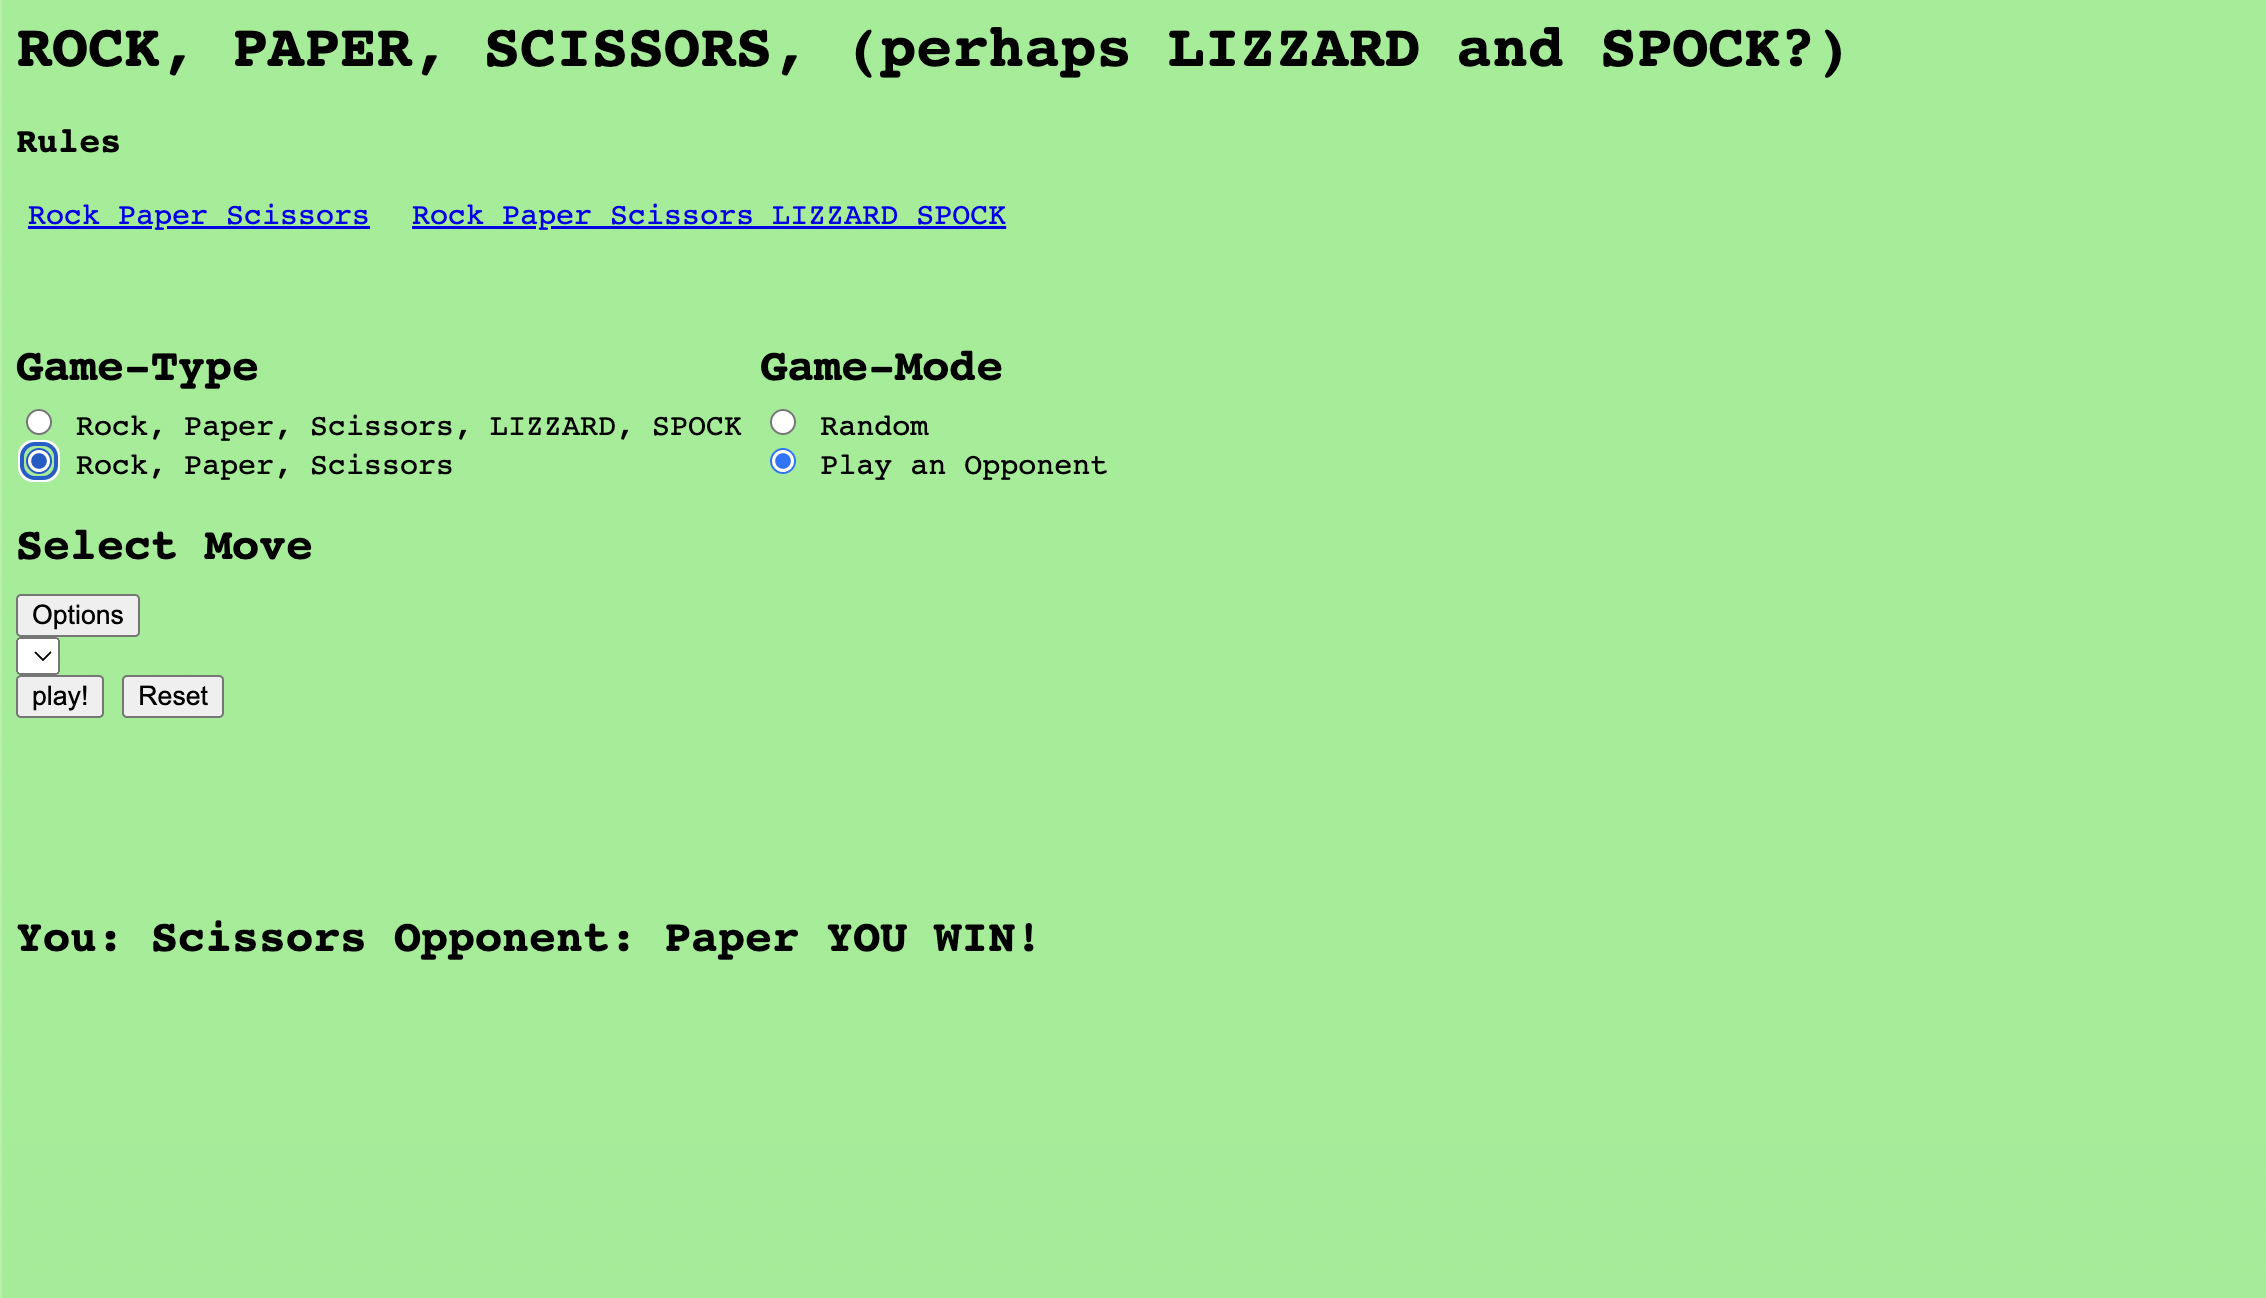 ROCK, PAPER, SCISSORS, (perhaps LIZZARD and SPOCK?)
Rules
Rock Paper Scissors Rock Paper Scissors LIZZARD SPOCK
Game-Type Game-Mode
Rock, Paper, Scissors, LIZZARD, SPOCK Random
Rock, Paper, Scissors Play an Opponent
Select Move
Options
play! Reset
You: Scissors Opponent: Paper YOU WIN!